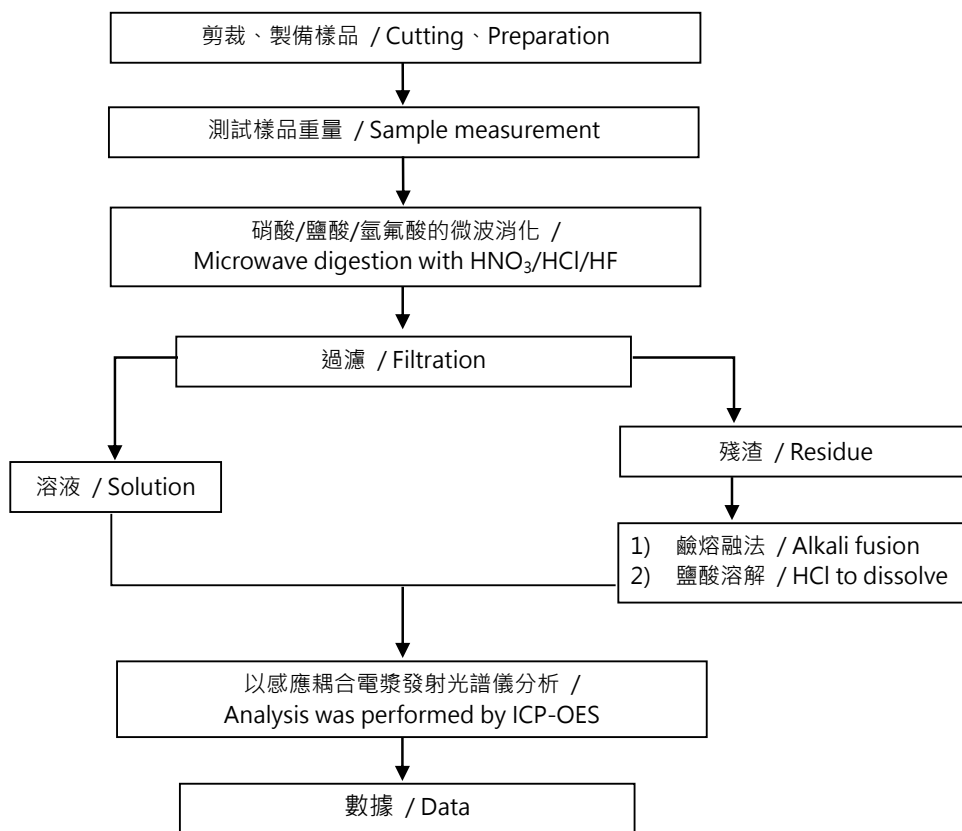 剪裁、製備樣品 / Cutting、Preparation
測試樣品重量 / Sample measurement
硝酸/鹽酸/氫氟酸的微波消化 /
Microwave digestion with HNO₃/HCl/HF
過濾 / Filtration
溶液 / Solution
殘渣 / Residue
1) 鹼熔融法 / Alkali fusion
2) 鹽酸溶解 / HCl to dissolve
以感應耦合電漿發射光譜儀分析 /
Analysis was performed by ICP-OES
數據 / Data